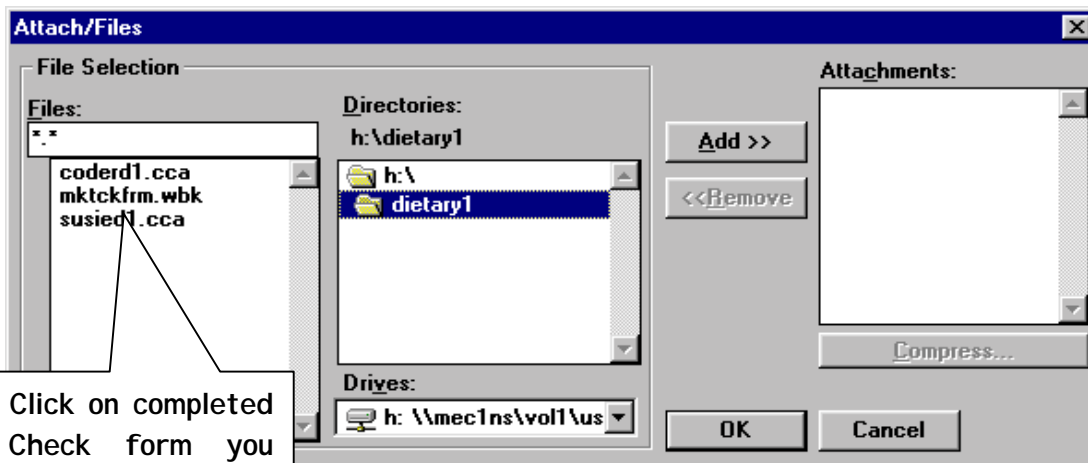 Attach/Files
File Selection
Files:
*.*
coderd1.cca
mktckfrm.wbk
susied1.cca
Directories:
h:\dietary1
h:\
dietary1
Drives:
h: \\mec1ns\vol1\us
Add >>
<<Remove
Attachments:
Compress...
OK
Cancel
Click on completed
Check form you